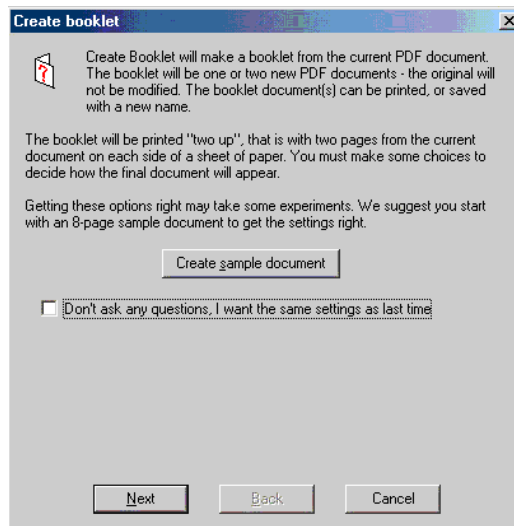 Create booklet
Create Booklet will make a booklet from the current PDF document.
The booklet will be one or two new PDF documents - the original will
not be modified. The booklet document(s) can be printed, or saved
with a new name.
The booklet will be printed "two up", that is with two pages from the current
document on each side of a sheet of paper. You must make some choices to
decide how the final document will appear.
Getting these options right may take some experiments. We suggest you start
with an 8-page sample document to get the settings right.
Create sample document
Don't ask any questions, I want the same settings as last time
Next
Back
Cancel